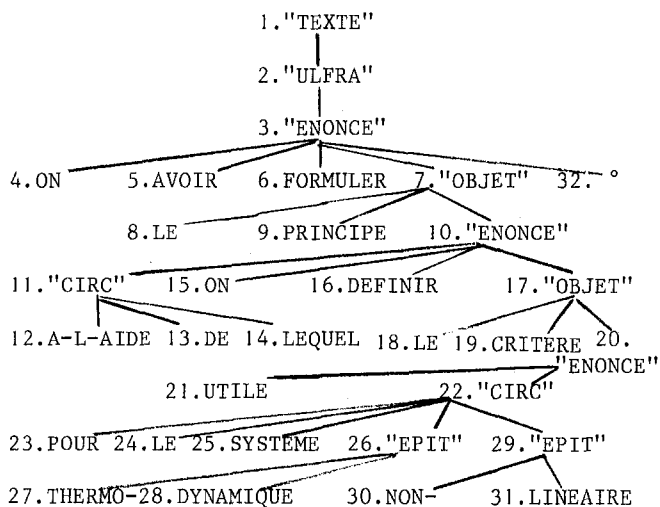 1."TEXTE"
2."ULFRA"
3."ENONCE"
4.ON 5.AVOIR 6.FORMULER 7."OBJET" 32. °
8.LE 9.PRINCIPE 10."ENONCE"
11."CIRC" 15.ON 16.DEFINIR 17."OBJET"
12.A-L-AIDE 13.DE 14.LEQUEL 18.LE 19.CRITERE 20.
"ENONCE"
21.UTILE 22."CIRC"
23.POUR 24.LE 25.SYSTEME 26."EPIT" 29."EPIT"
27.THERMO-28.DYNAMIQUE 30.NON- 31.LINEAIRE